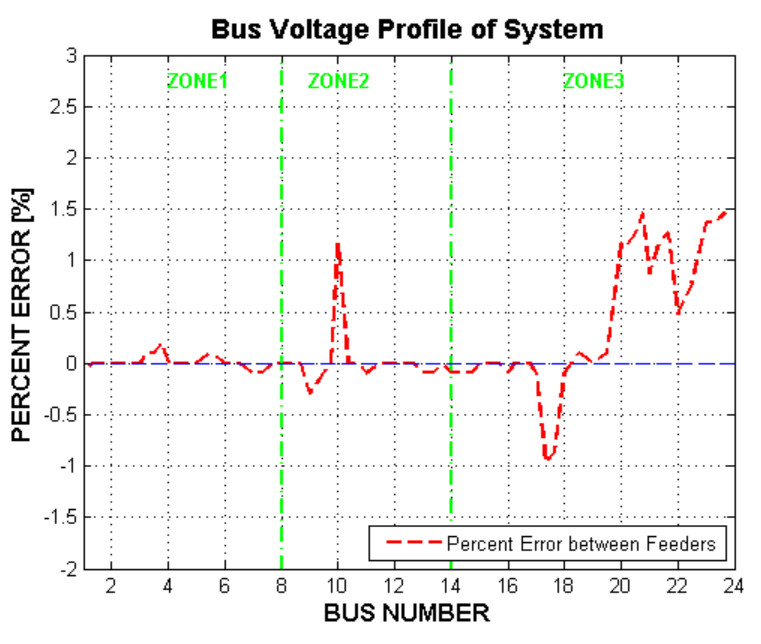 Bus Voltage Profile of System
ZONE1 ZONE2 ZONE3
PERCENT ERROR [%]
3
2.5
2
1.5
1
0.5
0
-0.5
-1
-1.5
-2
Percent Error between Feeders
2 4 6 8 10 12 14 16 18 20 22 24
BUS NUMBER